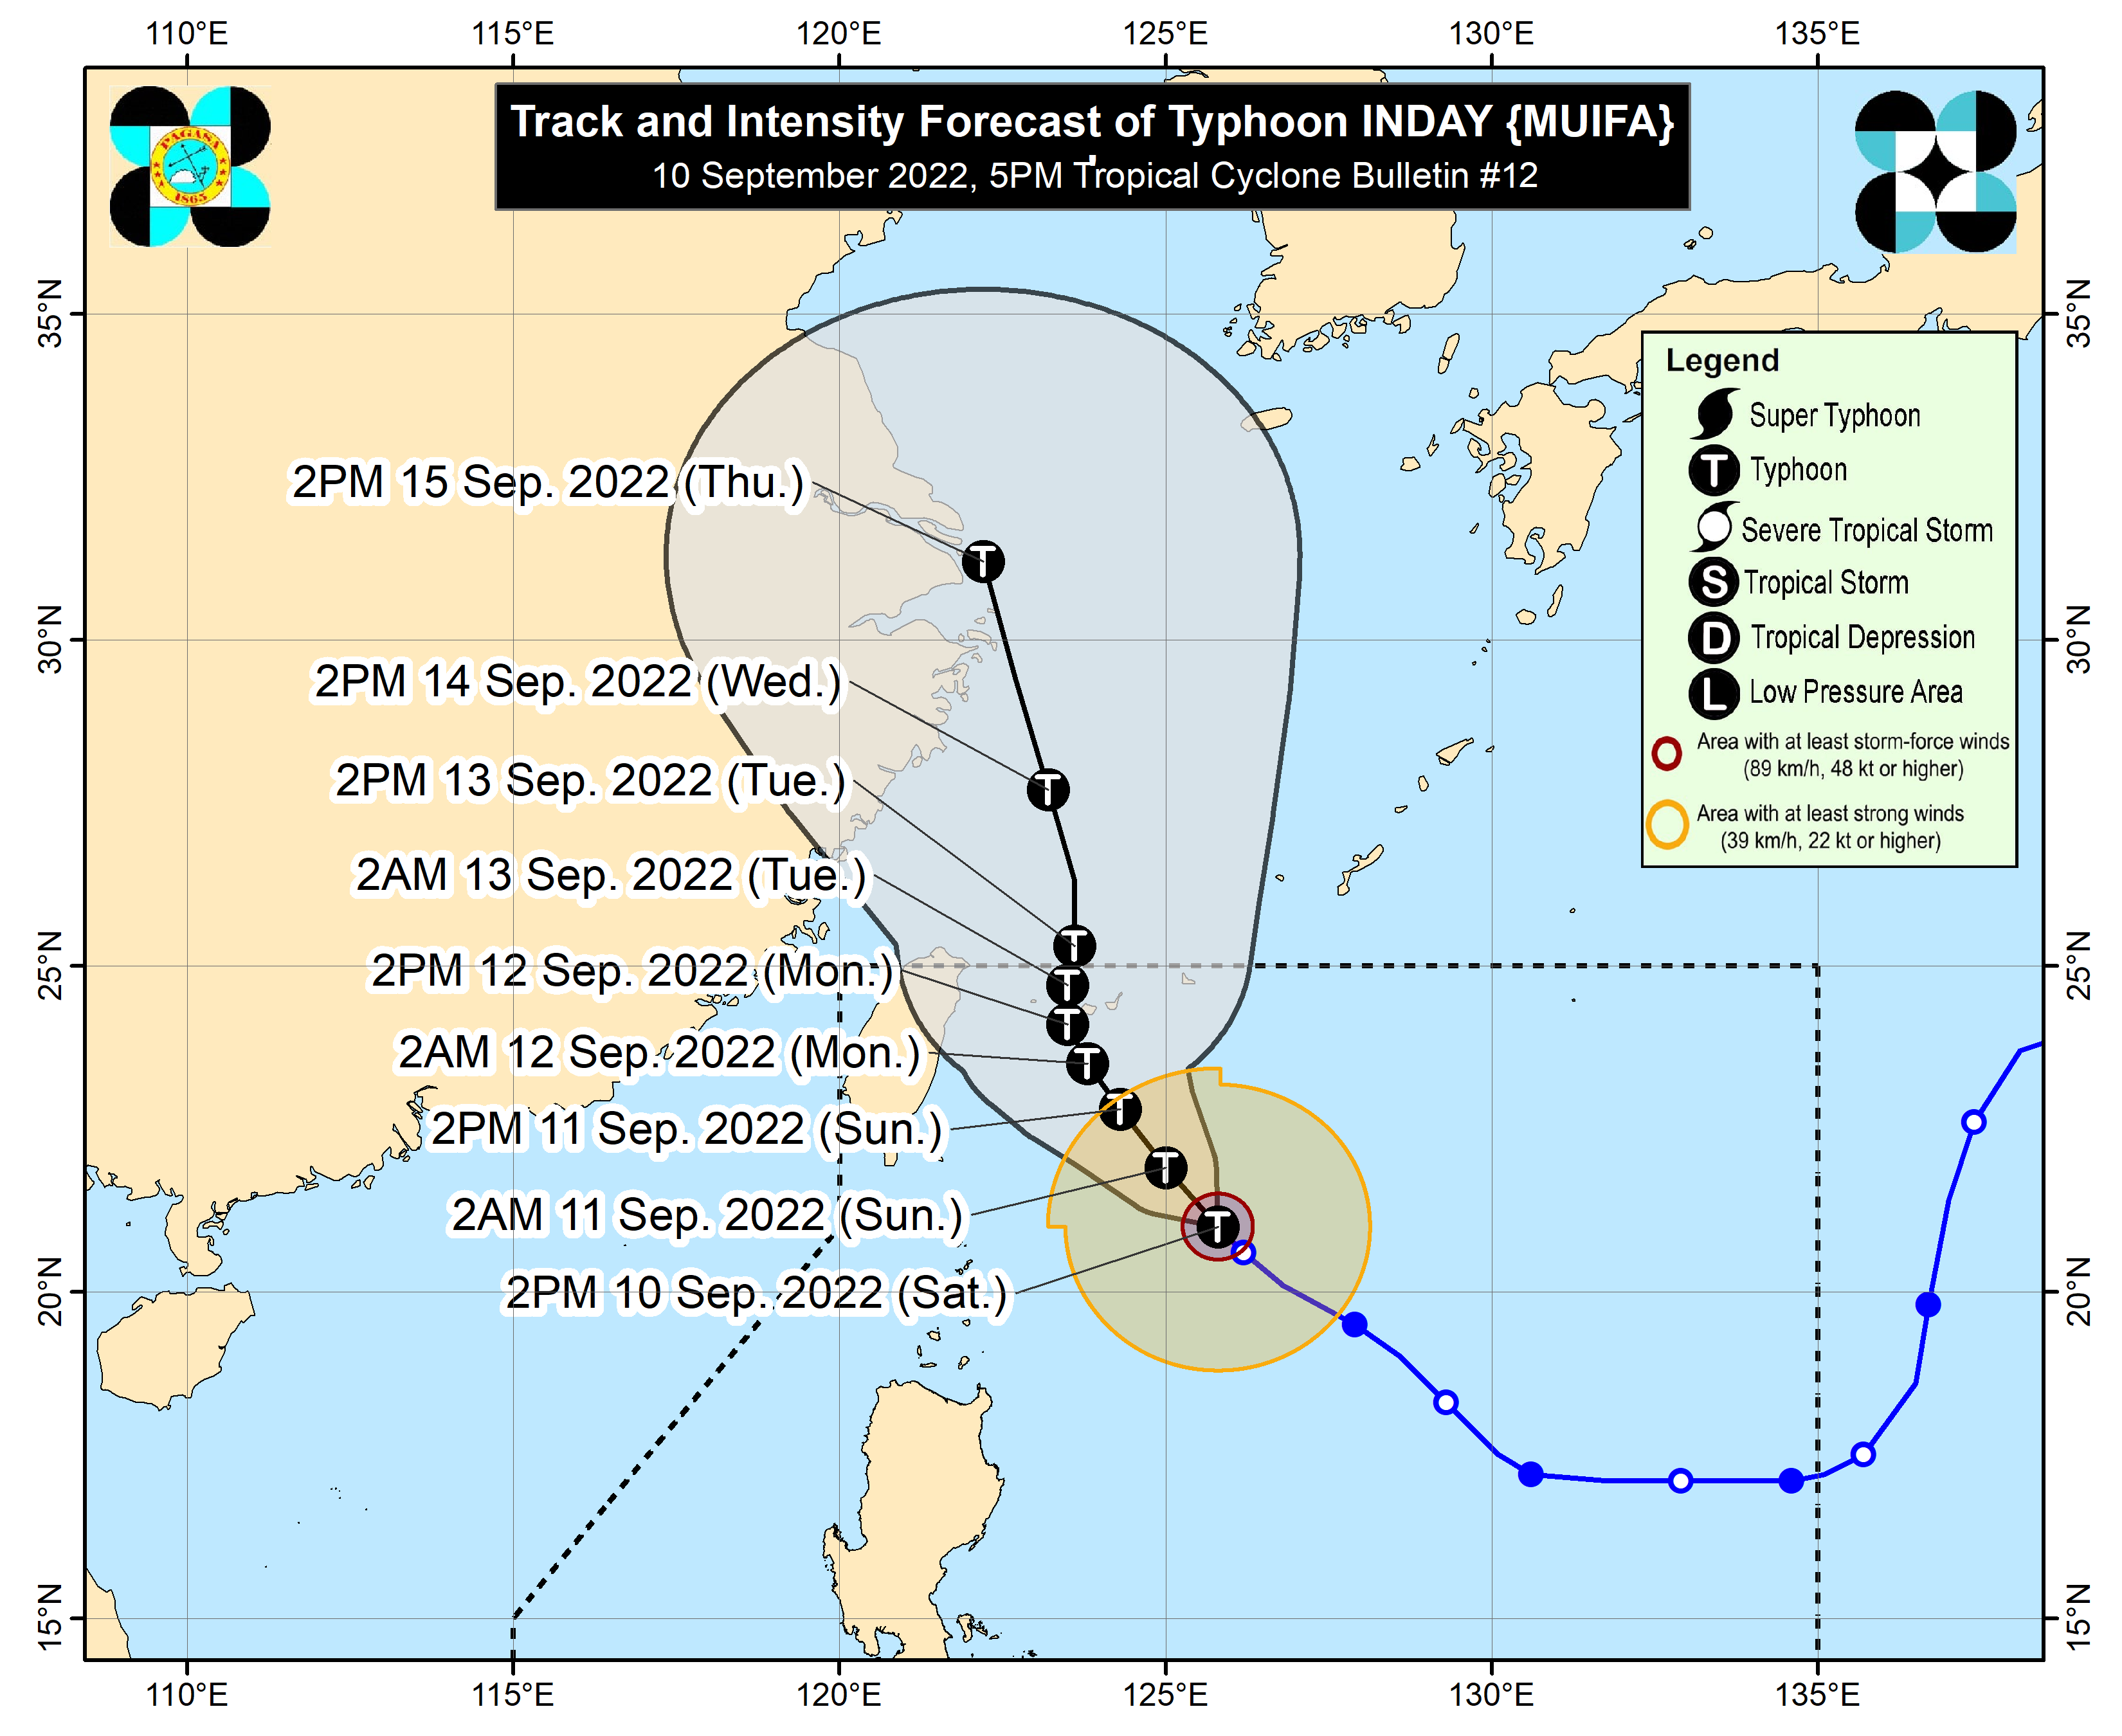 110°E 115°E 120°E 125°E 130°E 135°E
Track and Intensity Forecast of Typhoon INDAY {MUIFA}
10 September 2022, 5PM Tropical Cyclone Bulletin #12
PAGASA
1865
35°N 35°N
Legend
Super Typhoon
T Typhoon
Severe Tropical Storm
S Tropical Storm
D Tropical Depression
L Low Pressure Area
Area with at least storm-force winds
(89 km/h, 48 kt or higher)
Area with at least strong winds
(39 km/h, 22 kt or higher)
2PM 15 Sep. 2022 (Thu.)
T
30°N 30°N
2PM 14 Sep. 2022 (Wed.)
T
2PM 13 Sep. 2022 (Tue.)
T
2AM 13 Sep. 2022 (Tue.)
T
25°N 25°N
2PM 12 Sep. 2022 (Mon.)
T
2AM 12 Sep. 2022 (Mon.)
T
2PM 11 Sep. 2022 (Sun.)
T
2AM 11 Sep. 2022 (Sun.)
T
2PM 10 Sep. 2022 (Sat.)
T
20°N 20°N
15°N 15°N
110°E 115°E 120°E 125°E 130°E 135°E